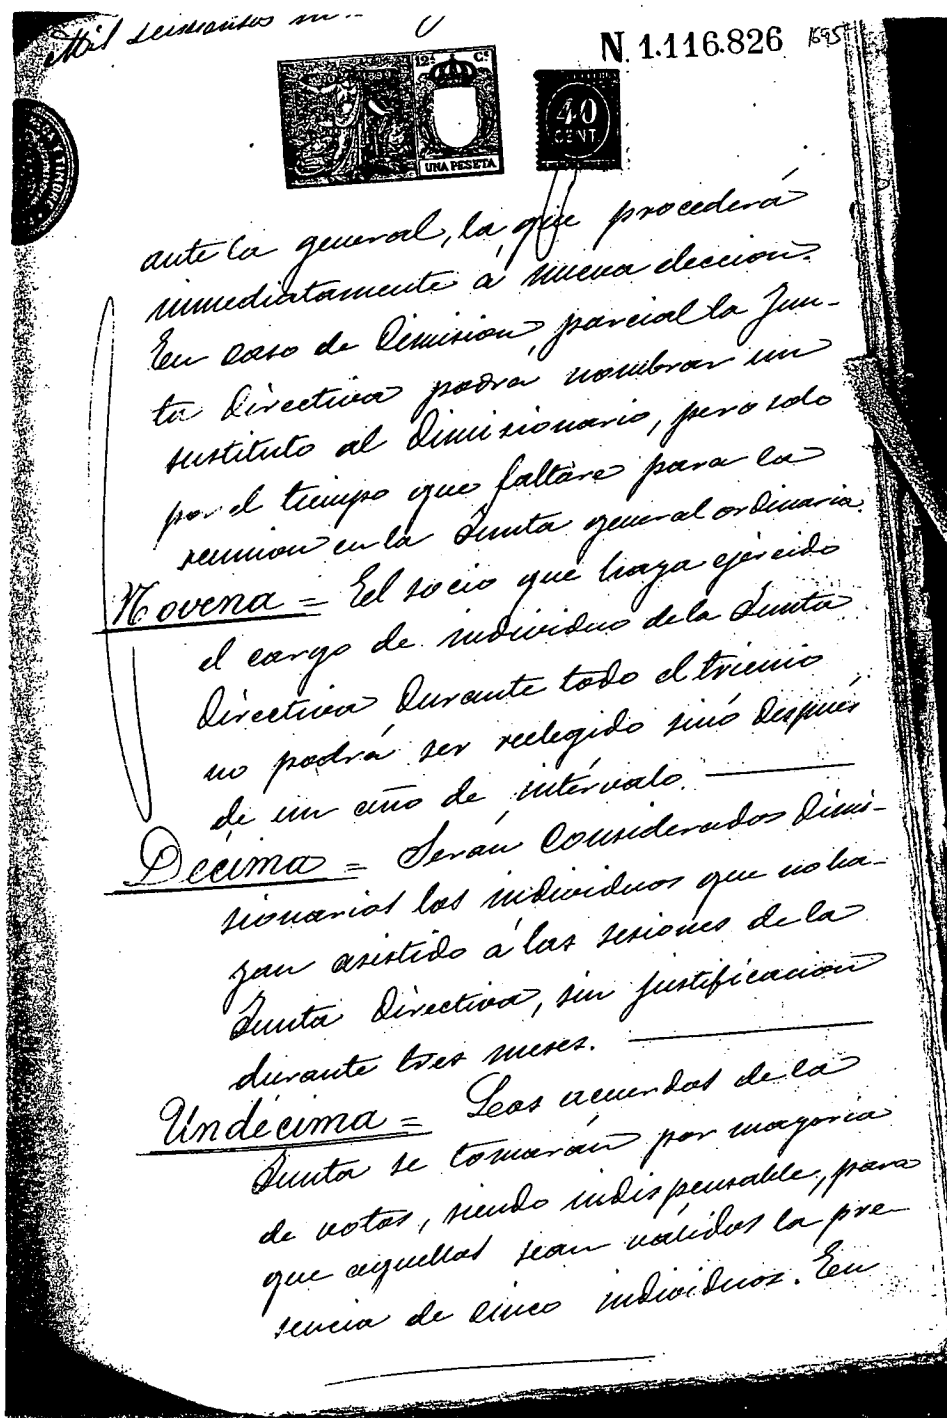 Mil seiscientos
N. 1.116.826 1695
12ª Cª
UNA PESETA
40
CENT
ante la general, la que procederá
inmediatamente á nueva eleccion.
En caso de dimision parcial la Jun-
ta directiva podrá nombrar un
sustituto al dimisionario, pero solo
por el tiempo que faltare para la
reunion en la Junta general ordinaria.
Novena = El socio que haya ejercido
el cargo de individuo de la Junta
directiva durante todo el trienio
no podrá ser reelegido sinó después
de un año de intérvalo.
Décima = Serán considerados dimi-
sionarios los individuos que no ha-
yan asistido á las sesiones de la
Junta directiva, sin justificacion
durante tres meses.
Undécima = Los acuerdos de la
Junta se tomarán por mayoria
de votos, siendo indispensable, para
que aquellos sean válidos la pre-
sencia de cinco individuos. En